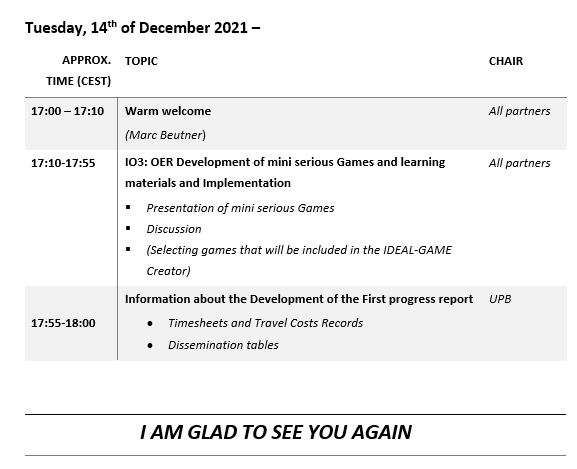 Tuesday, 14th of December 2021 –
APPROX.
TIME (CEST)
TOPIC
CHAIR
17:00 – 17:10
Warm welcome
(Marc Beutner)
All partners
17:10-17:55
IO3: OER Development of mini serious Games and learning
materials and Implementation
▪ Presentation of mini serious Games
▪ Discussion
▪ (Selecting games that will be included in the IDEAL-GAME
Creator)
All partners
17:55-18:00
Information about the Development of the First progress report
• Timesheets and Travel Costs Records
• Dissemination tables
UPB
I AM GLAD TO SEE YOU AGAIN